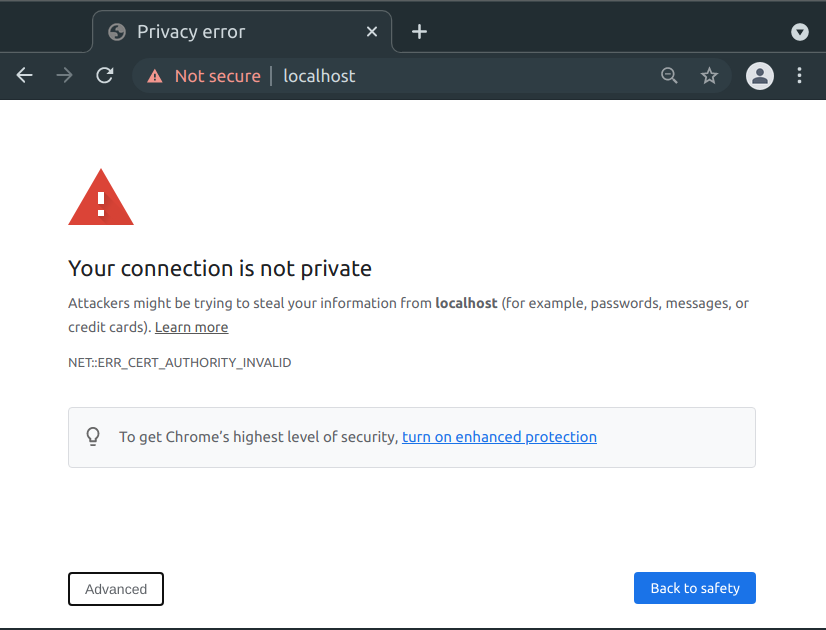 Privacy error
Not secure localhost
Your connection is not private
Attackers might be trying to steal your information from localhost (for example, passwords, messages, or
credit cards). Learn more
NET::ERR_CERT_AUTHORITY_INVALID
To get Chrome’s highest level of security, turn on enhanced protection
Advanced
Back to safety